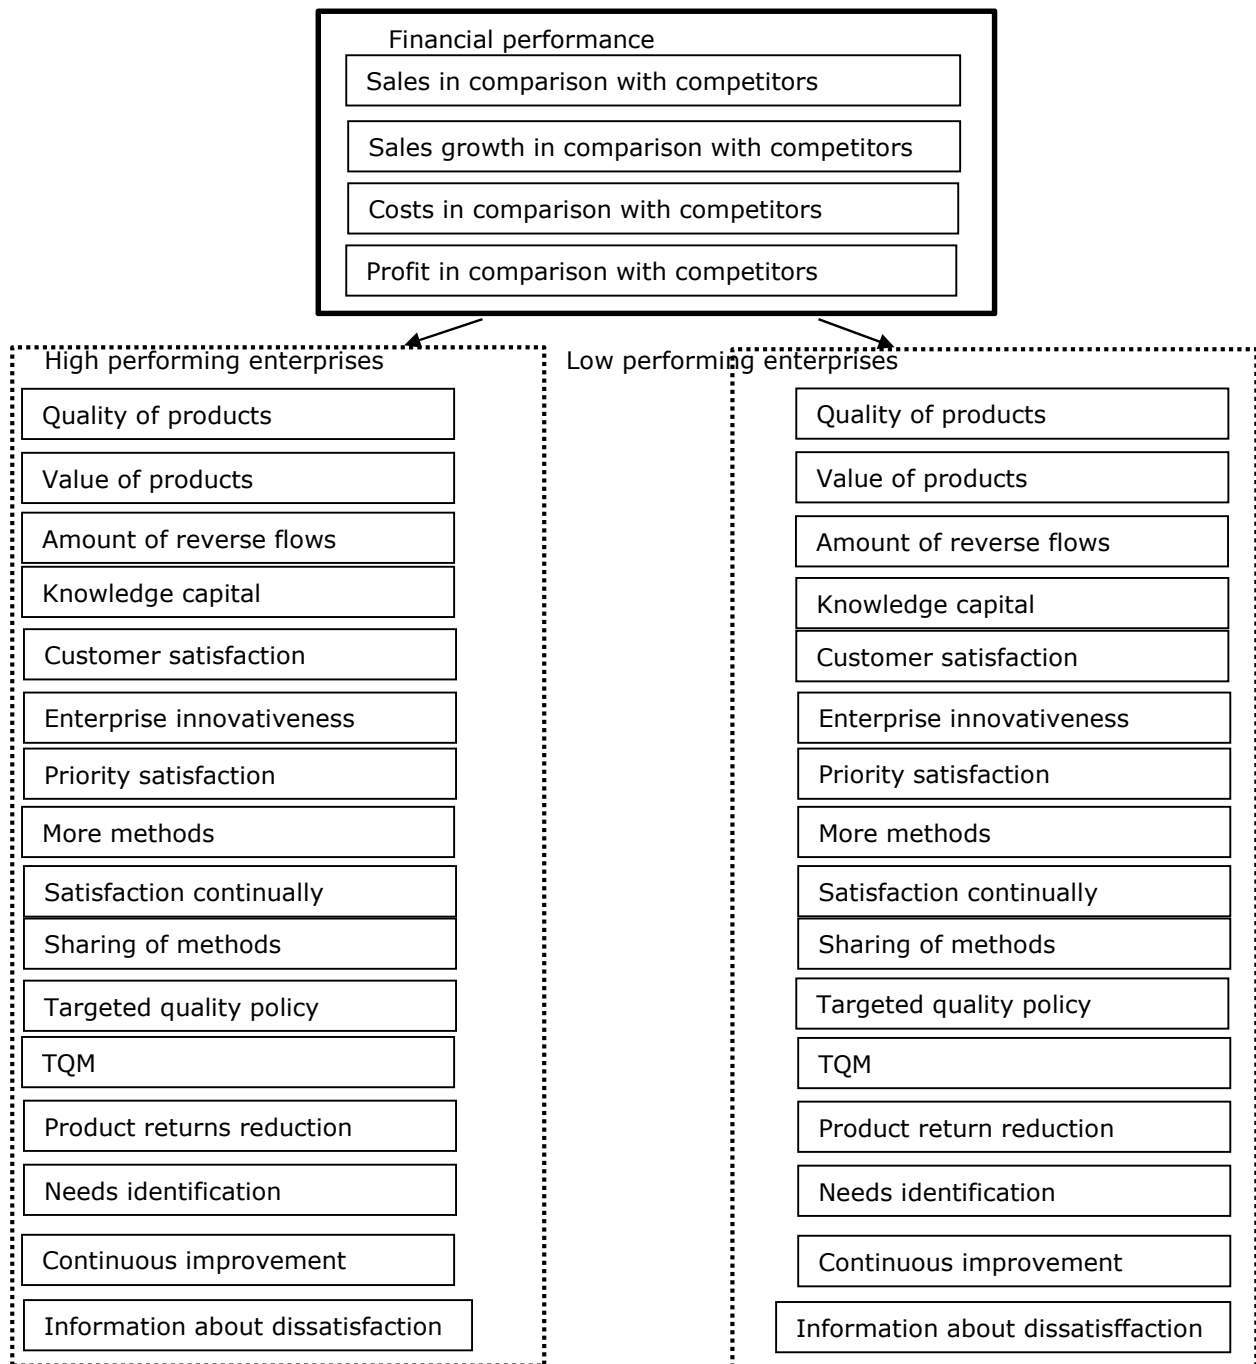 Financial performance
Sales in comparison with competitors
Sales growth in comparison with competitors
Costs in comparison with competitors
Profit in comparison with competitors
High performing enterprises
Quality of products
Value of products
Amount of reverse flows
Knowledge capital
Customer satisfaction
Enterprise innovativeness
Priority satisfaction
More methods
Satisfaction continually
Sharing of methods
Targeted quality policy
TQM
Product returns reduction
Needs identification
Continuous improvement
Information about dissatisfaction
Low performing enterprises
Quality of products
Value of products
Amount of reverse flows
Knowledge capital
Customer satisfaction
Enterprise innovativeness
Priority satisfaction
More methods
Satisfaction continually
Sharing of methods
Targeted quality policy
TQM
Product return reduction
Needs identification
Continuous improvement
Information about dissatisffaction